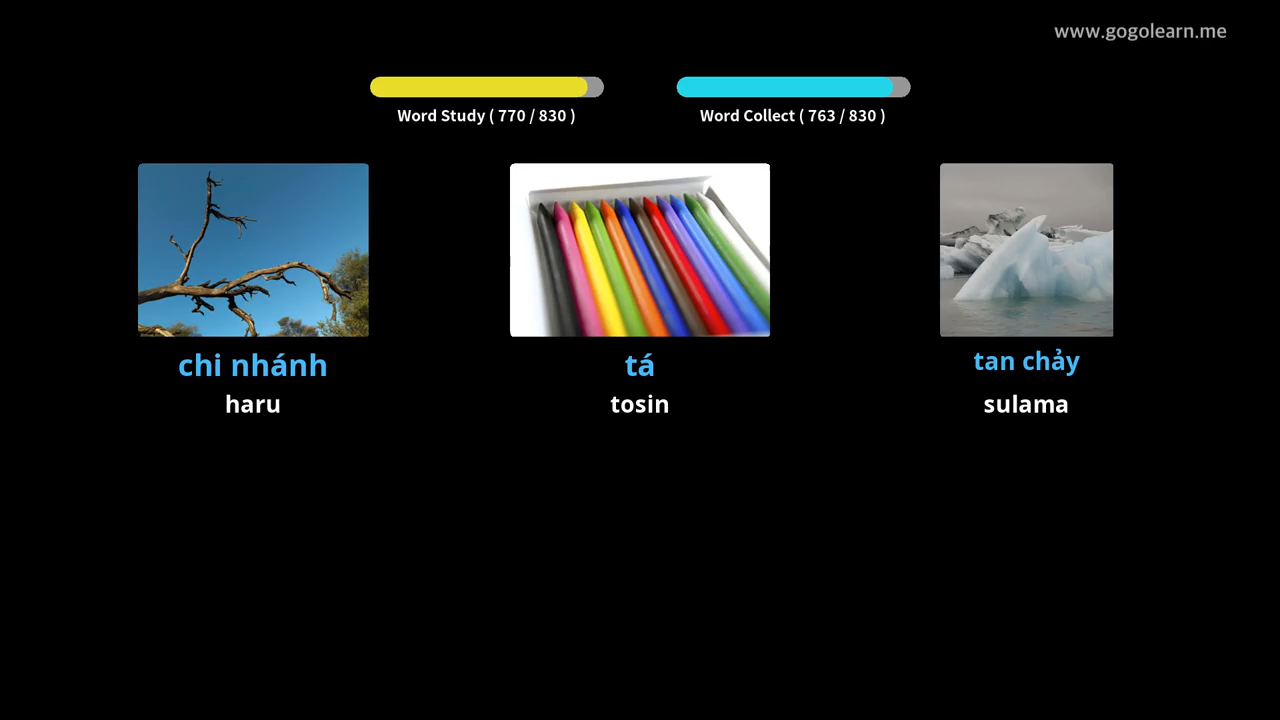 www.gogolearn.me
Word Study ( 770 / 830 )
Word Collect ( 763 / 830 )
chi nhánh
haru
tá
tosin
tan chảy
sulama